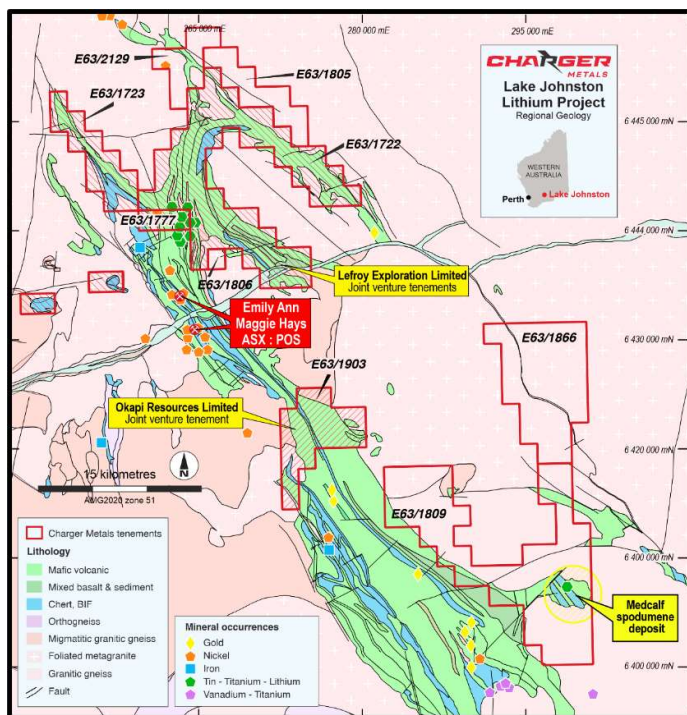 265 000 mE
280 000 mE
295 000 mE
E63/2129
E63/1805
E63/1723
E63/1722
CHARGER
METALS
Lake Johnston
Lithium Project
Regional Geology
WESTERN
AUSTRALIA
Perth
Lake Johnston
6 445 000 mN
E63/1777
6 440 000 mN
E63/1806
Lefroy Exploration Limited
Joint venture tenements
Emily Ann
Maggie Hays
ASX : POS
E63/1866
6 430 000 mN
E63/1903
Okapi Resources Limited
Joint venture tenement
6 420 000 mN
15 kilometres
N
AMG2020 zone 51
E63/1809
Charger Metals tenements
Lithology
Mafic volcanic
Mixed basalt & sediment
Chert, BIF
Orthogneiss
Migmatitic granitic gneiss
Foliated metagranite
Granitic gneiss
Fault
6 400 000 mN
Medcalf
spodumene
deposit
Mineral occurrences
Gold
Nickel
Iron
Tin - Titanium - Lithium
Vanadium - Titanium
6 400 000 mN